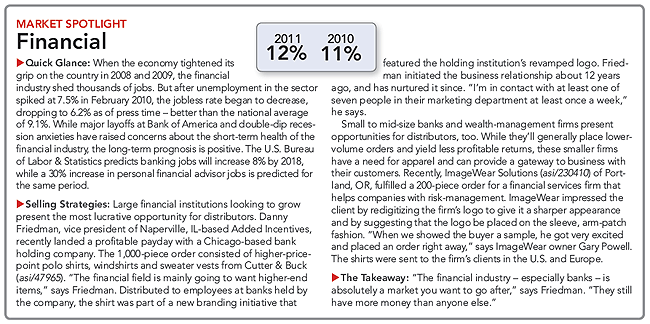 MARKET SPOTLIGHT
Financial
2011 2010
12% 11%
▶Quick Glance: When the economy tightened its
grip on the country in 2008 and 2009, the financial
industry shed thousands of jobs. But after unemployment in the sector
spiked at 7.5% in February 2010, the jobless rate began to decrease,
dropping to 6.2% as of press time – better than the national average
of 9.1%. While major layoffs at Bank of America and double-dip reces-
sion anxieties have raised concerns about the short-term health of the
financial industry, the long-term prognosis is positive. The U.S. Bureau
of Labor & Statistics predicts banking jobs will increase 8% by 2018,
while a 30% increase in personal financial advisor jobs is predicted for
the same period.
▶Selling Strategies: Large financial institutions looking to grow
present the most lucrative opportunity for distributors. Danny
Friedman, vice president of Naperville, IL-based Added Incentives,
recently landed a profitable payday with a Chicago-based bank
holding company. The 1,000-piece order consisted of higher-price-
point polo shirts, windshirts and sweater vests from Cutter & Buck
(asi/47965). “The financial field is mainly going to want higher-end
items,” says Friedman. Distributed to employees at banks held by
the company, the shirt was part of a new branding initiative that
featured the holding institution’s revamped logo. Fried-
man initiated the business relationship about 12 years
ago, and has nurtured it since. “I’m in contact with at least one of
seven people in their marketing department at least once a week,”
he says.
Small to mid-size banks and wealth-management firms present
opportunities for distributors, too. While they’ll generally place lower-
volume orders and yield less profitable returns, these smaller firms
have a need for apparel and can provide a gateway to business with
their customers. Recently, ImageWear Solutions (asi/230410) of Port-
land, OR, fulfilled a 200-piece order for a financial services firm that
helps companies with risk-management. ImageWear impressed the
client by redigitizing the firm’s logo to give it a sharper appearance
and by suggesting that the logo be placed on the sleeve, arm-patch
fashion. “When we showed the buyer a sample, he got very excited
and placed an order right away,” says ImageWear owner Gary Powell.
The shirts were sent to the firm’s clients in the U.S. and Europe.
▶The Takeaway: “The financial industry – especially banks – is
absolutely a market you want to go after,” says Friedman. “They still
have more money than anyone else.”